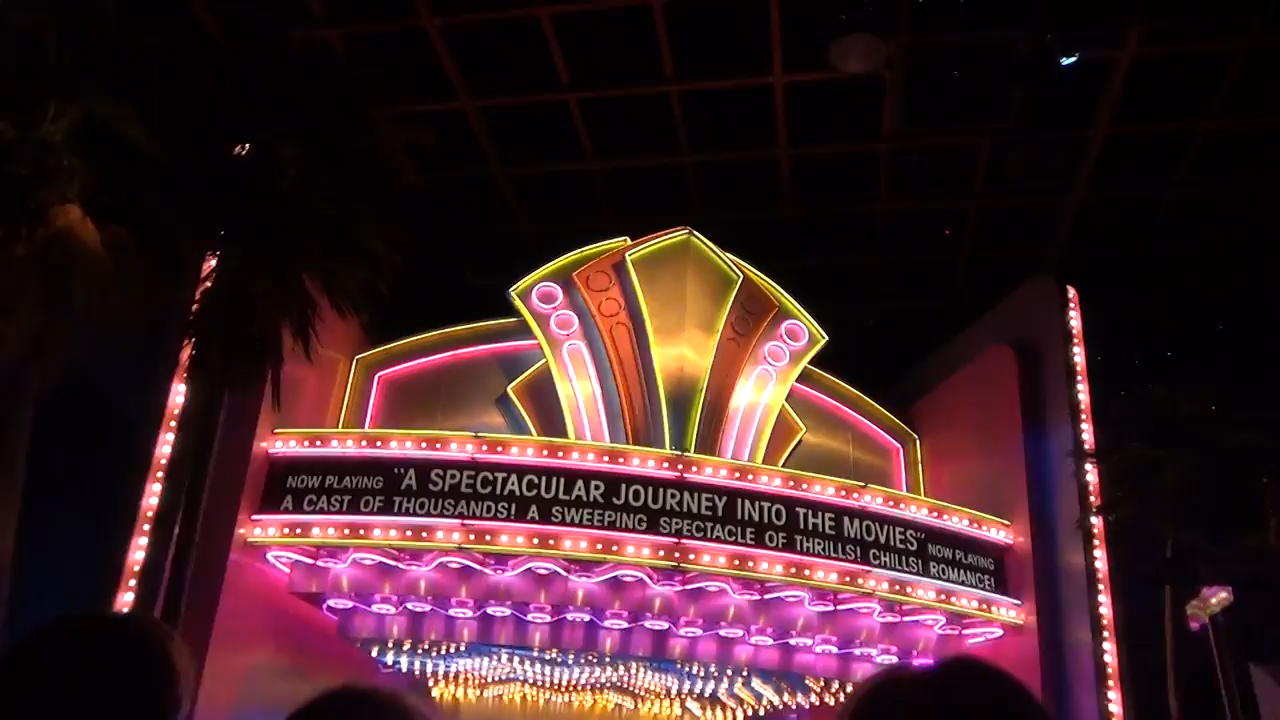 NOW PLAYING "A SPECTACULAR JOURNEY INTO THE MOVIES" NOW PLAYING
A CAST OF THOUSANDS! A SWEEPING SPECTACLE OF THRILLS! CHILLS! ROMANCE!